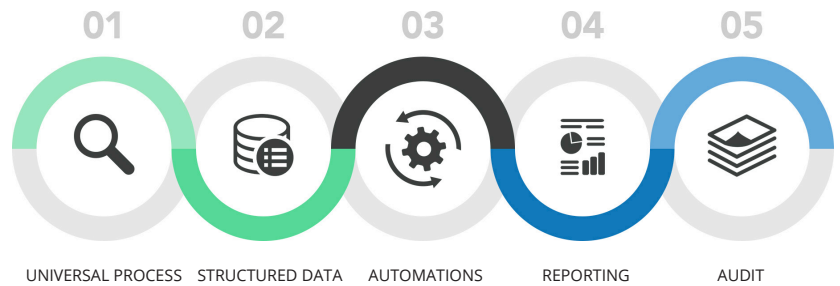 01 02 03 04 05
UNIVERSAL PROCESS STRUCTURED DATA AUTOMATIONS REPORTING AUDIT